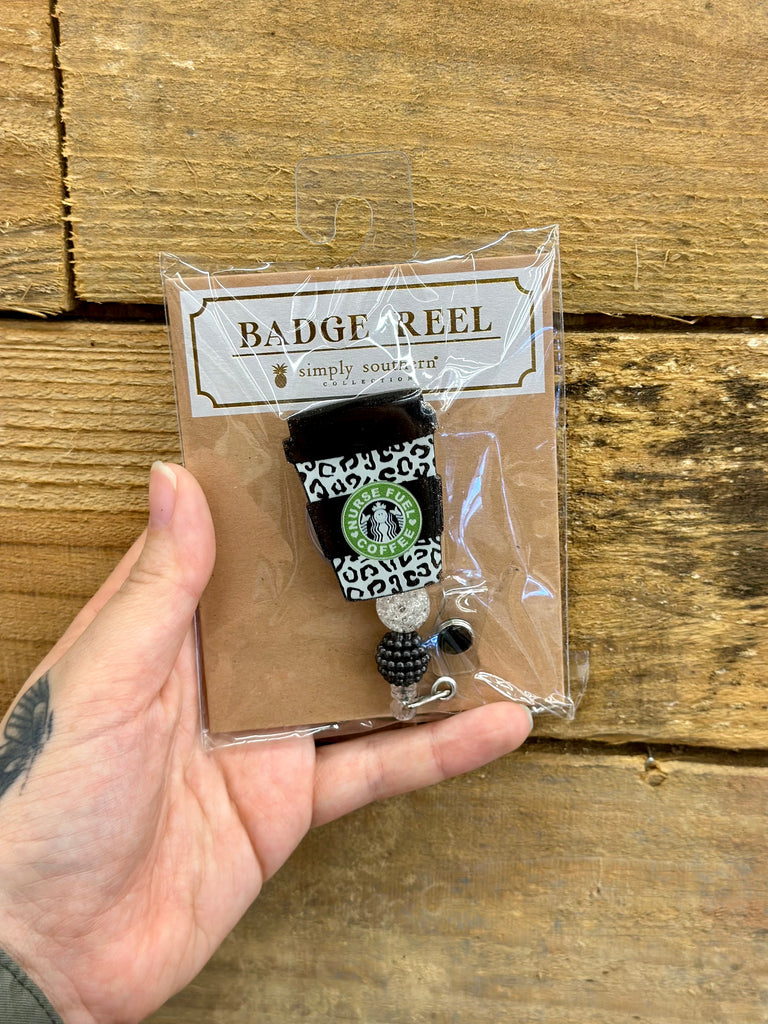 BADGE REEL
simply southern®
COLLECTION
NURSE FUEL
COFFEE